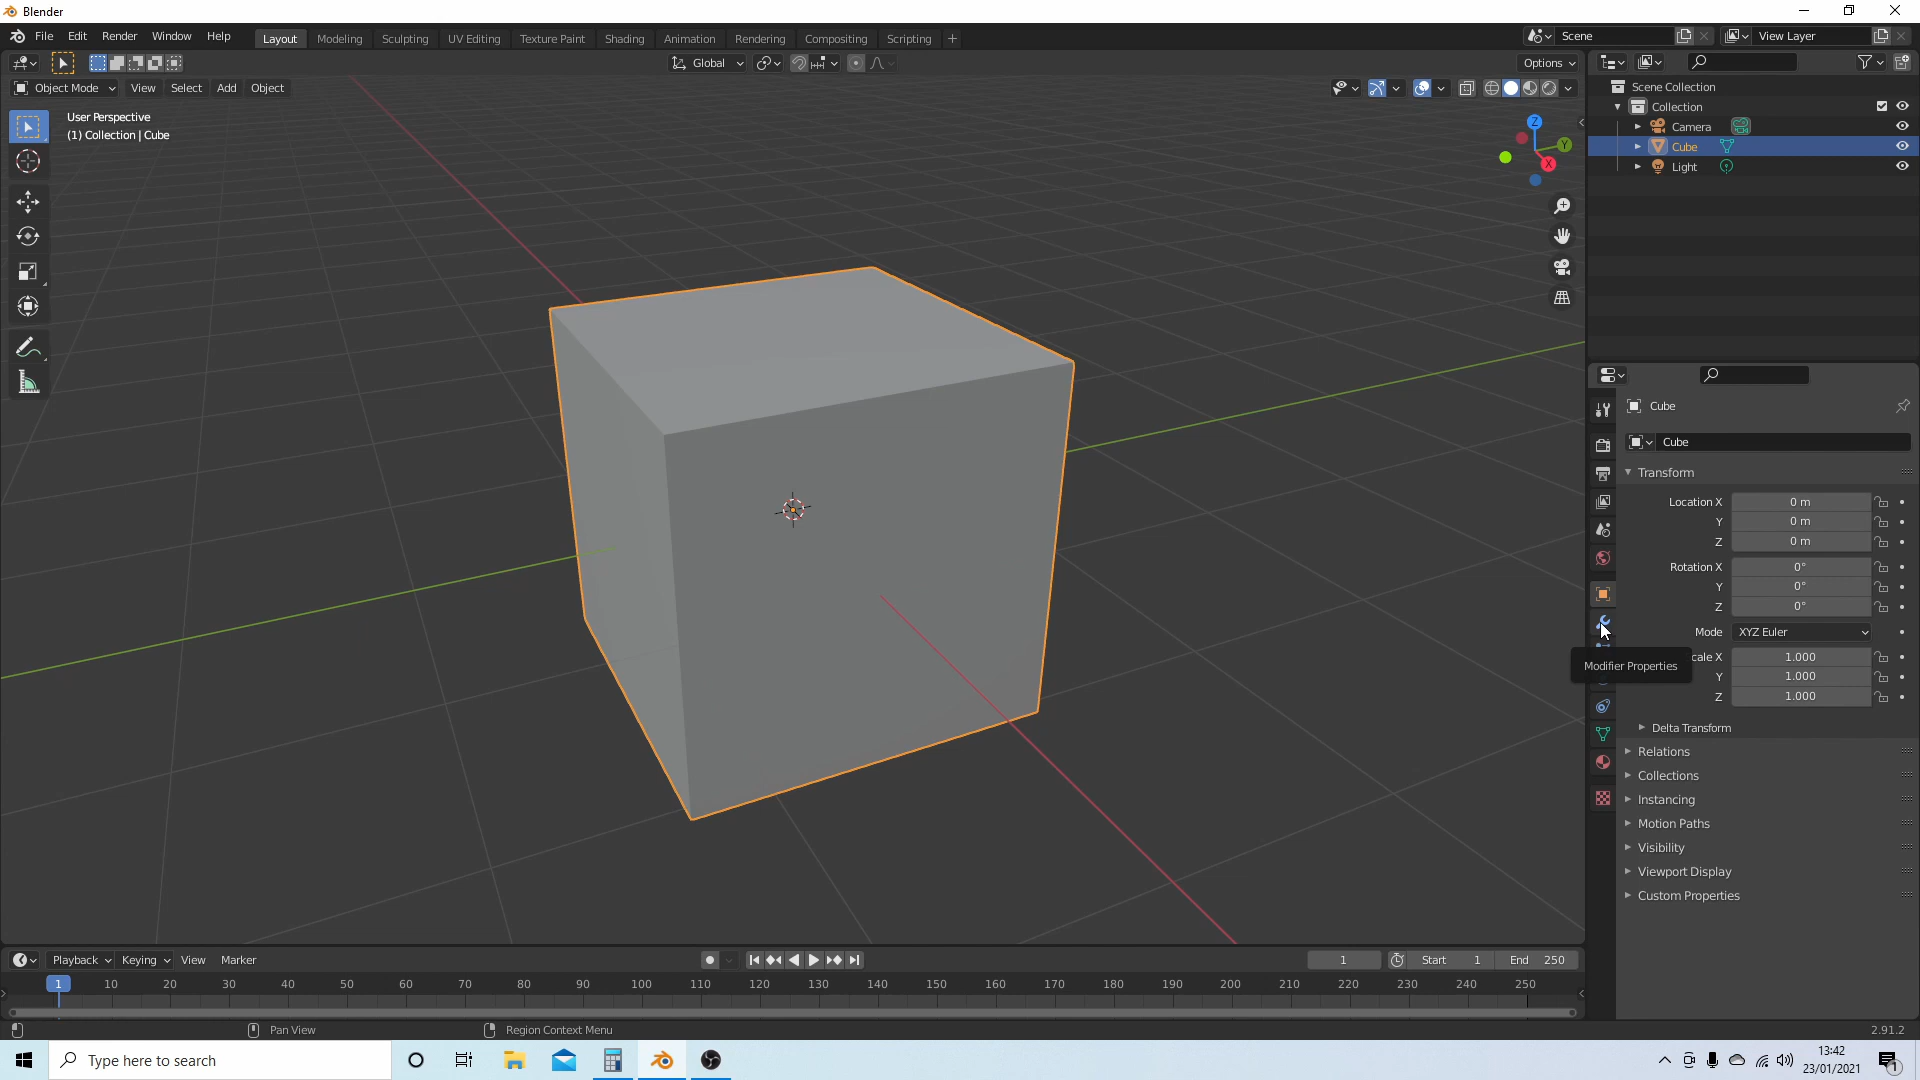 Blender
File Edit Render Window Help
Layout Modeling Sculpting UV Editing Texture Paint Shading Animation Rendering Compositing Scripting +
Scene
View Layer
Global
Options
Object Mode View Select Add Object
User Perspective
(1) Collection | Cube
Z
Y
X
Scene Collection
Collection
Camera
Cube
Light
Cube
Cube
Transform
Location X 0 m
Y 0 m
Z 0 m
Rotation X 0°
Y 0°
Z 0°
Mode XYZ Euler
Modifier Properties
cale X 1.000
Y 1.000
Z 1.000
Delta Transform
Relations
Collections
Instancing
Motion Paths
Visibility
Viewport Display
Custom Properties
Playback Keying View Marker
1
Start 1 End 250
1 10 20 30 40 50 60 70 80 90 100 110 120 130 140 150 160 170 180 190 200 210 220 230 240 250
Pan View
Region Context Menu
2.91.2
Type here to search
13:42
23/01/2021
1